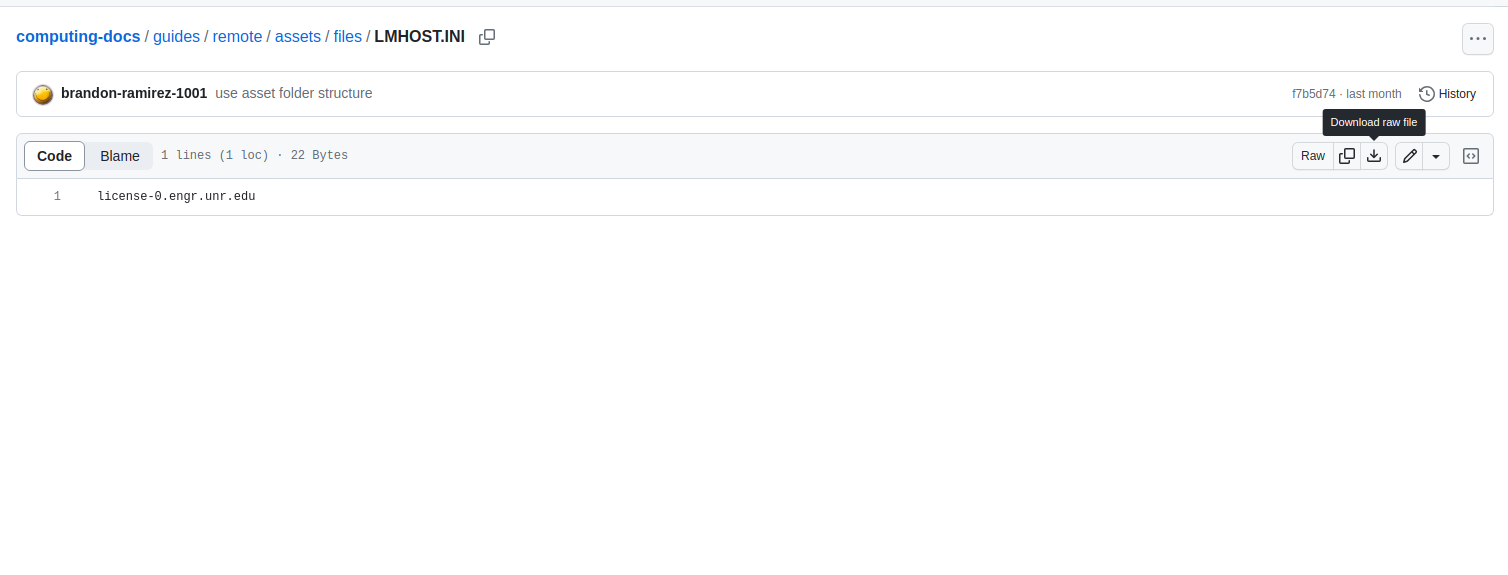 computing-docs / guides / remote / assets / files / LMHOST.INI
brandon-ramirez-1001 use asset folder structure f7b5d74 · last month History
Download raw file
Code Blame 1 lines (1 loc) · 22 Bytes Raw
1 license-0.engr.unr.edu